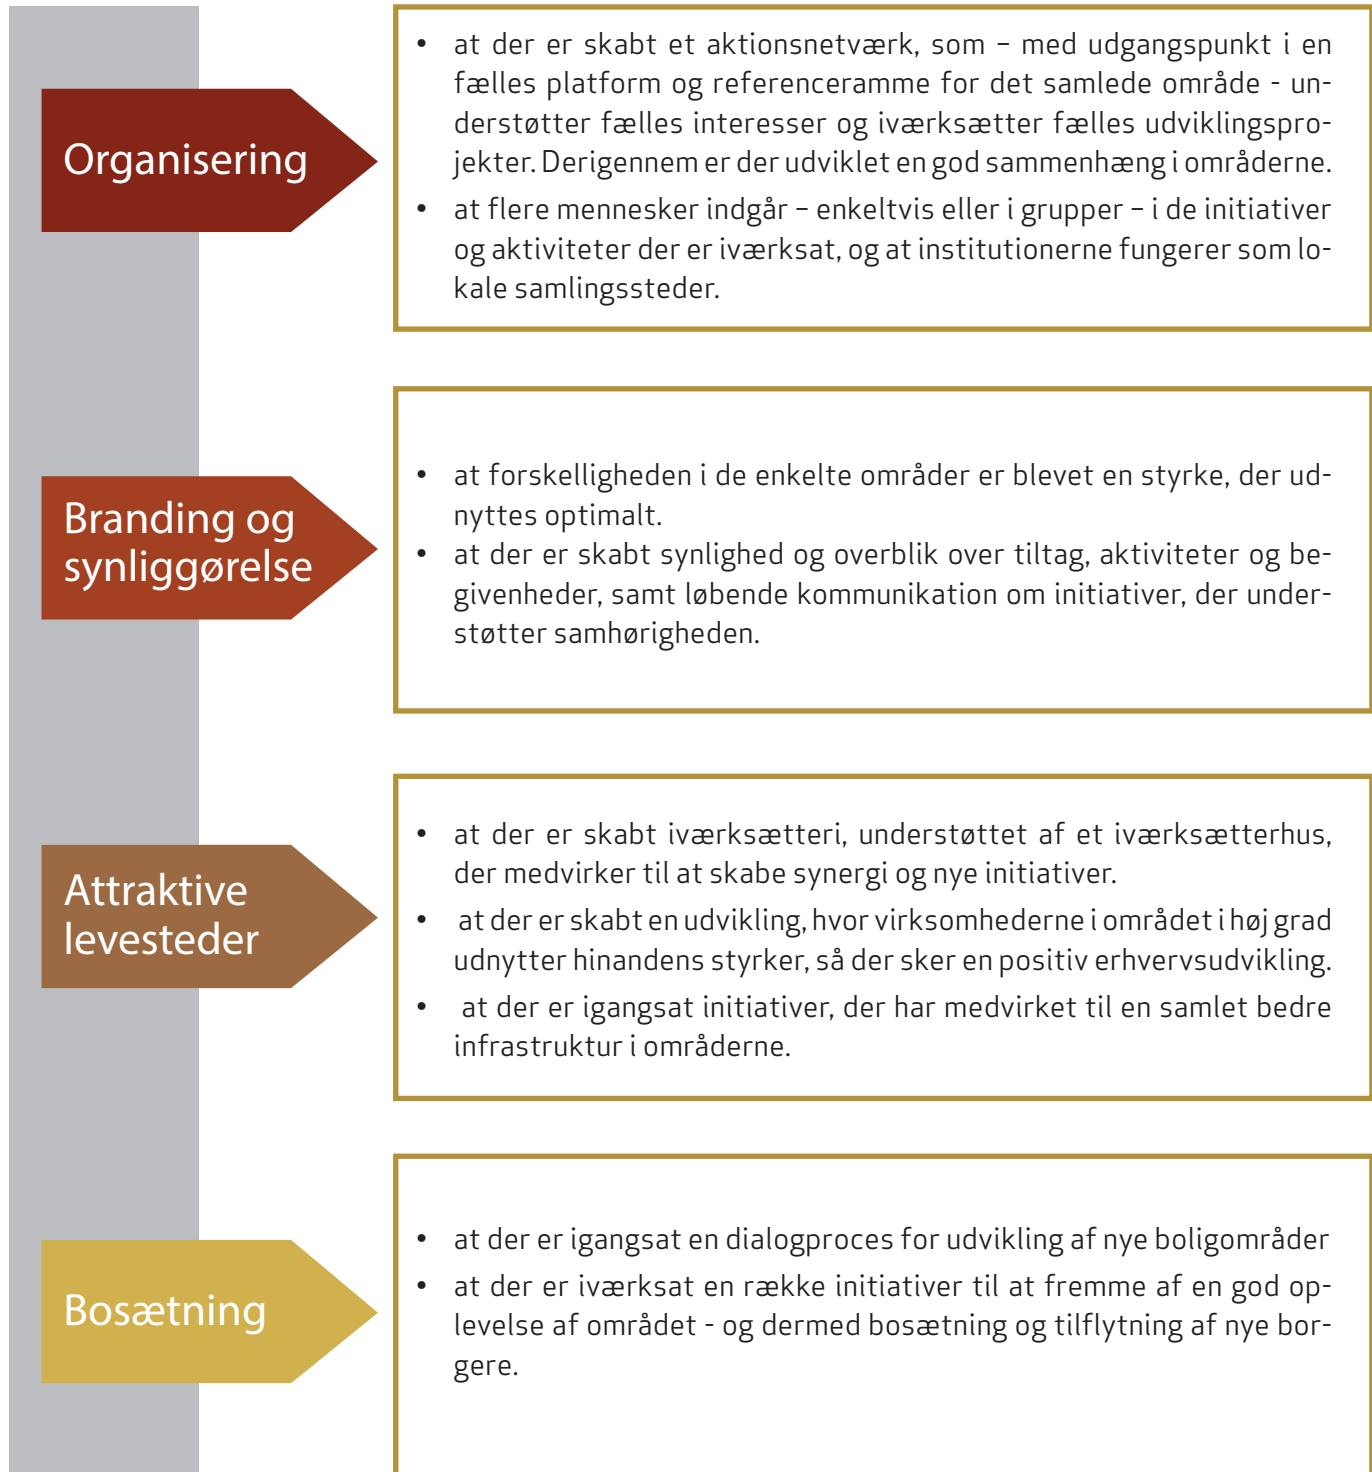 Organisering
• at der er skabt et aktionsnetværk, som – med udgangspunkt i en
fælles platform og referenceramme for det samlede område - un-
derstøtter fælles interesser og iværksætter fælles udviklingspro-
jekter. Derigennem er der udviklet en god sammenhæng i områderne.
• at flere mennesker indgår – enkeltvis eller i grupper – i de initiativer
og aktiviteter der er iværksat, og at institutionerne fungerer som lo-
kale samlingssteder.
Branding og
synliggørelse
• at forskelligheden i de enkelte områder er blevet en styrke, der ud-
nyttes optimalt.
• at der er skabt synlighed og overblik over tiltag, aktiviteter og be-
givenheder, samt løbende kommunikation om initiativer, der under-
støtter samhørigheden.
Attraktive
levesteder
• at der er skabt iværksætteri, understøttet af et iværksætterhus,
der medvirker til at skabe synergi og nye initiativer.
• at der er skabt en udvikling, hvor virksomhederne i området i høj grad
udnytter hinandens styrker, så der sker en positiv erhvervsudvikling.
• at der er igangsat initiativer, der har medvirket til en samlet bedre
infrastruktur i områderne.
Bosætning
• at der er igangsat en dialogproces for udvikling af nye boligområder
• at der er iværksat en række initiativer til at fremme af en god op-
levelse af området - og dermed bosætning og tilflytning af nye bor-
gere.